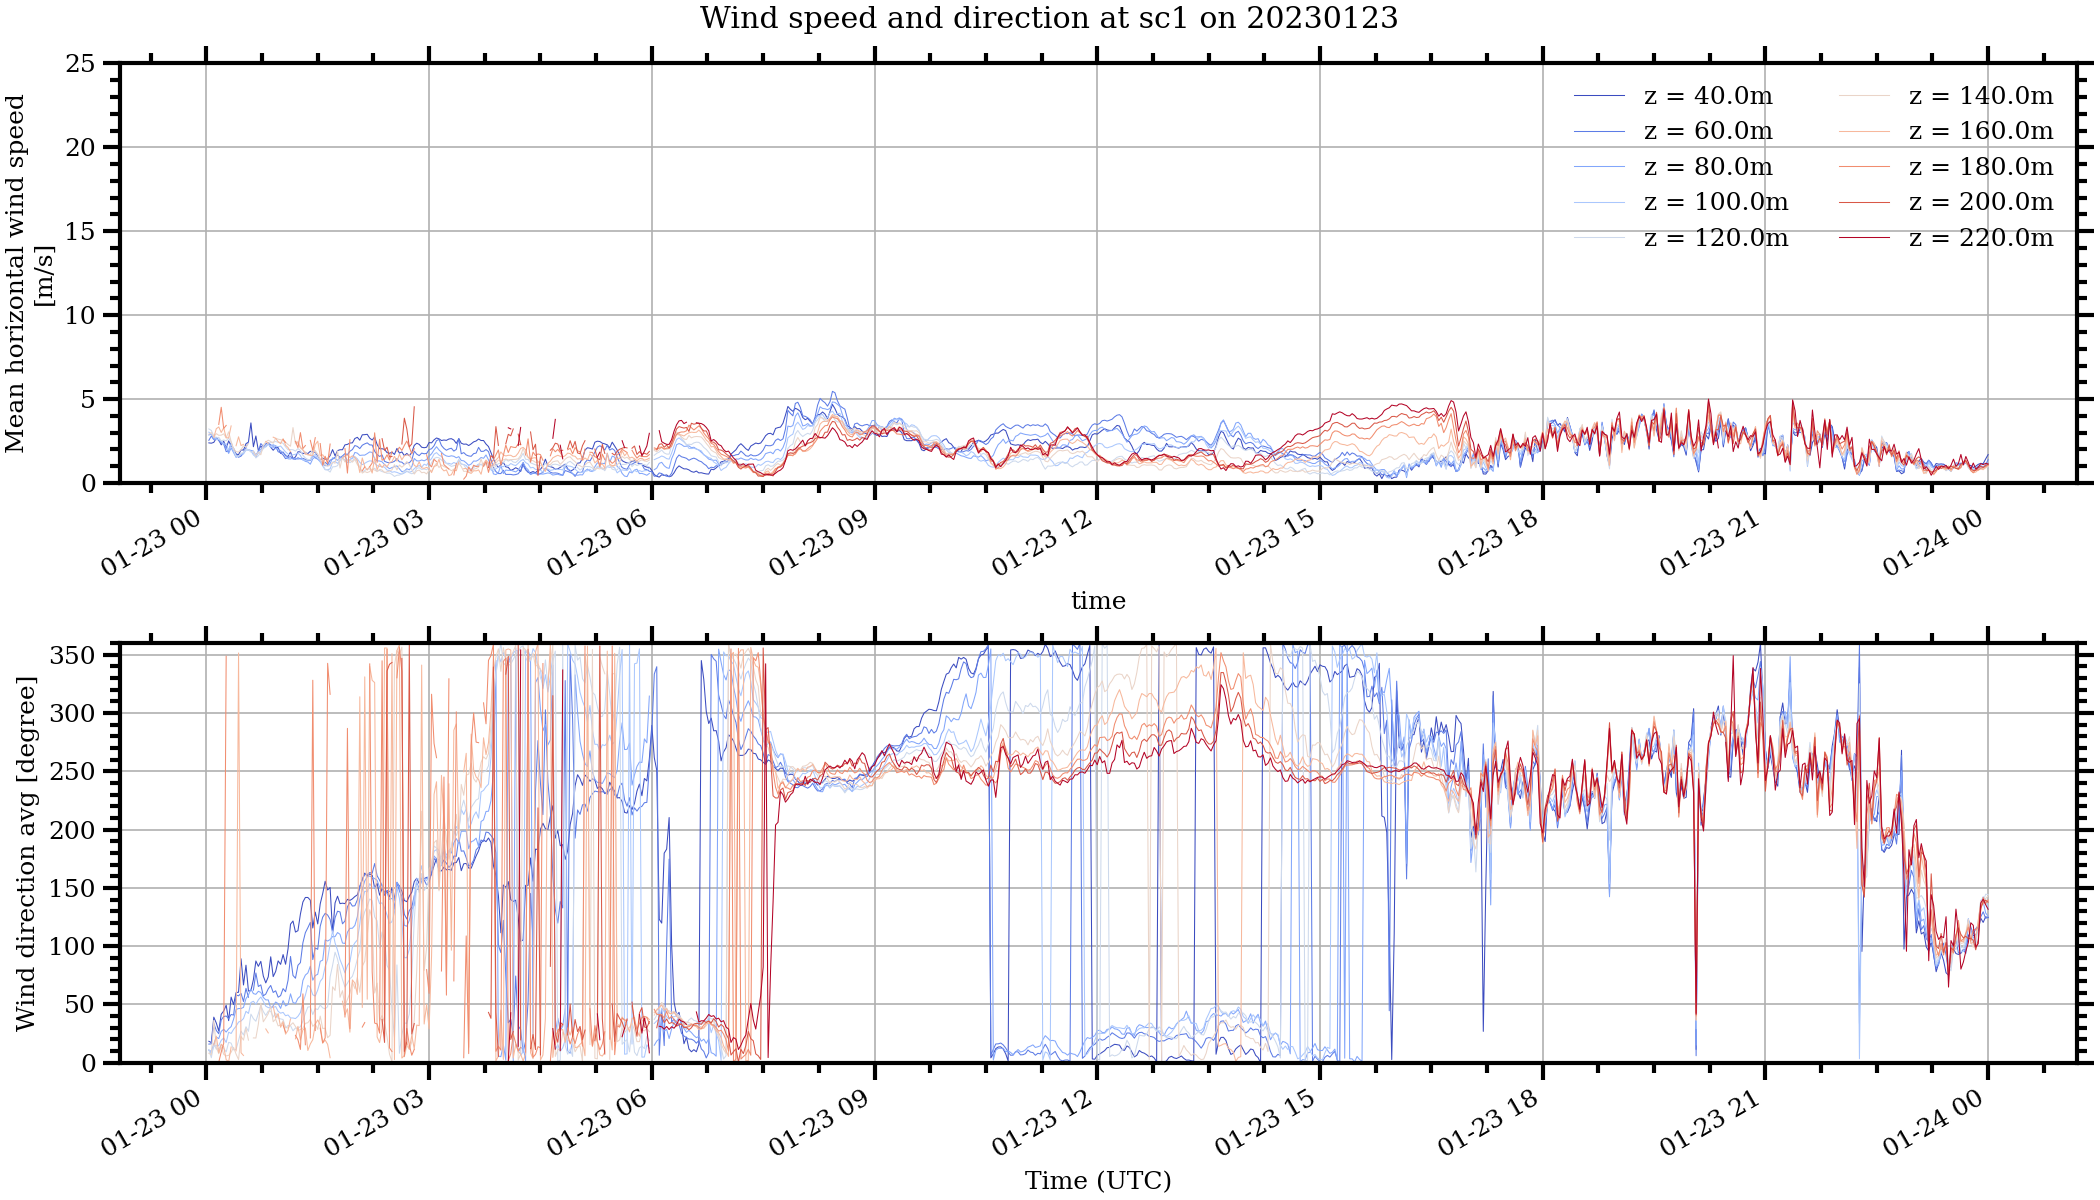 Wind speed and direction at sc1 on 20230123
Mean horizontal wind speed
[m/s]
25
20
15
10
5
0
z = 40.0m
z = 60.0m
z = 80.0m
z = 100.0m
z = 120.0m
z = 140.0m
z = 160.0m
z = 180.0m
z = 200.0m
z = 220.0m
01-23 00
01-23 03
01-23 06
01-23 09
01-23 12
01-23 15
01-23 18
01-23 21
01-24 00
time
Wind direction avg [degree]
350
300
250
200
150
100
50
0
01-23 00
01-23 03
01-23 06
01-23 09
01-23 12
01-23 15
01-23 18
01-23 21
01-24 00
Time (UTC)